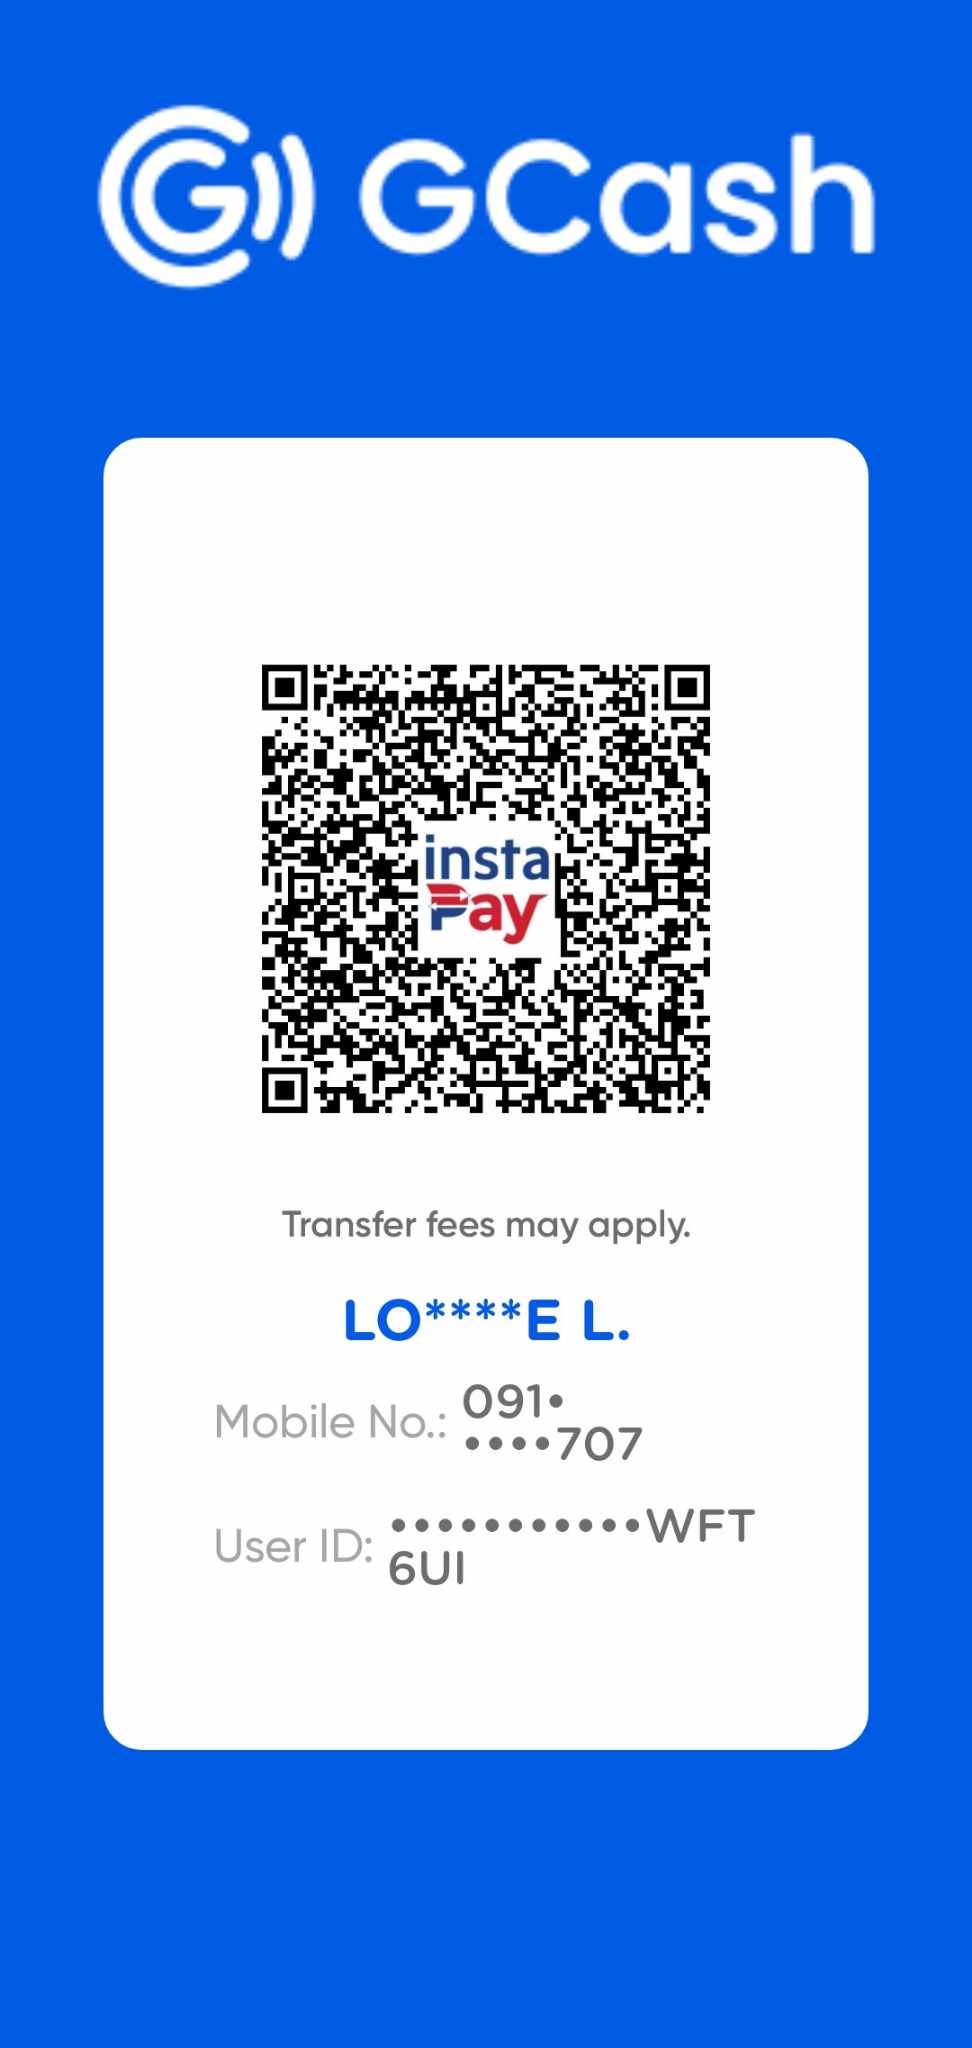 GCash
insta
Pay
Transfer fees may apply.
LO****E L.
Mobile No.: 091•
••••707
User ID: •••••••••••WFT
6UI